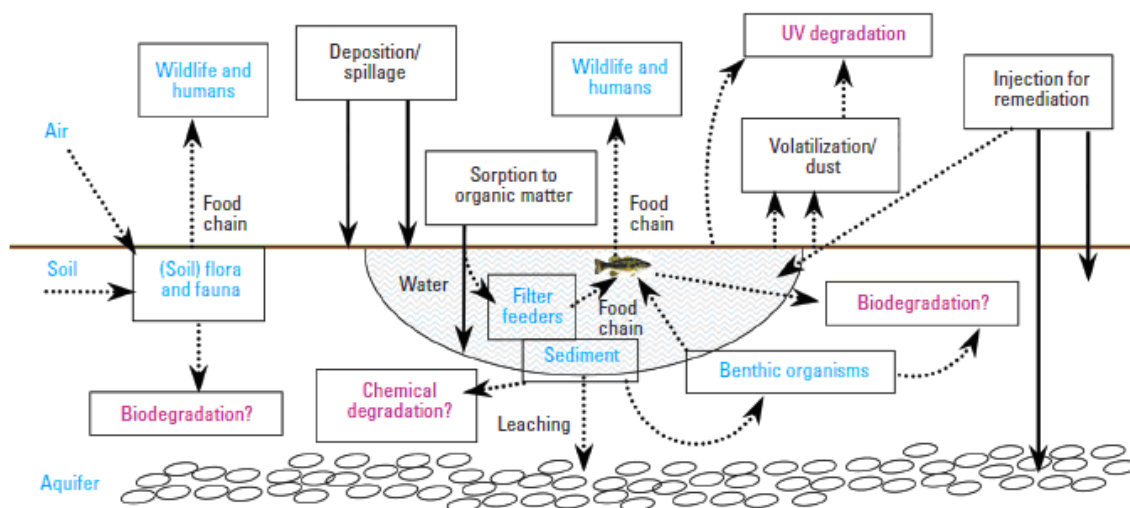 UV degradation
Deposition/
spillage
Wildlife and
humans
Wildlife and
humans
Injection for
remediation
Air
Volatilization/
dust
Sorption to
organic matter
Food
chain
Food
chain
Soil
(Soil) flora
and fauna
Water
Filter
feeders
Food
chain
Biodegradation?
Sediment
Benthic organisms
Chemical
degradation?
Biodegradation?
Leaching
Aquifer